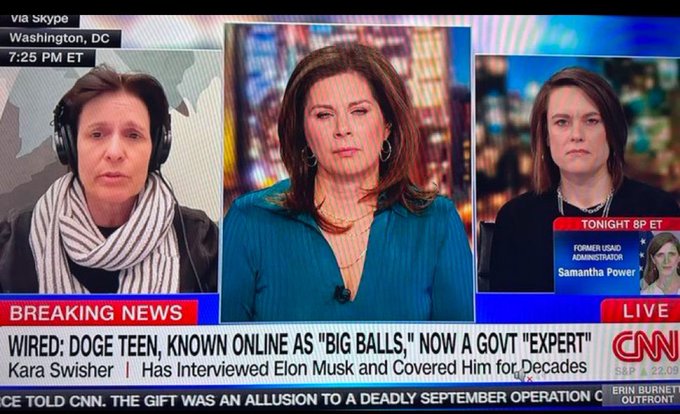 Via Skype
Washington, DC
7:25 PM ET
TONIGHT 8P ET
FORMER USAID
ADMINISTRATOR
Samantha Power
BREAKING NEWS
LIVE
WIRED: DOGE TEEN, KNOWN ONLINE AS "BIG BALLS," NOW A GOVT "EXPERT"
Kara Swisher | Has Interviewed Elon Musk and Covered Him for Decades
CNN
S&P ▲ 22.09
CE TOLD CNN. THE GIFT WAS AN ALLUSION TO A DEADLY SEPTEMBER OPERATION C
ERIN BURNETT
OUTFRONT